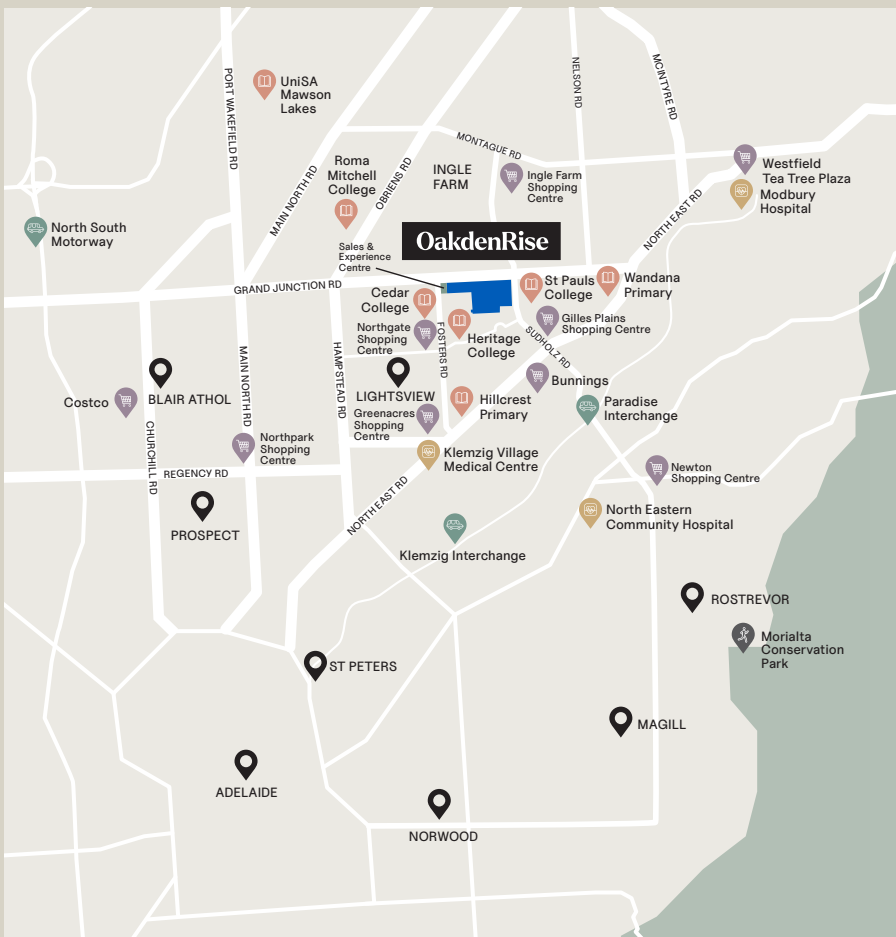 PORT WAKEFIELD RD
UniSA
Mawson
Lakes
NELSON RD
MCINTYRE RD
MONTAGUE RD
MAIN NORTH RD
Roma
Mitchell
College
OBRIENS RD
INGLE
FARM
Ingle Farm
Shopping
Centre
Westfield
Tea Tree Plaza
Modbury
Hospital
North South
Motorway
NORTH EAST RD
OakdenRise
Sales &
Experience
Centre
GRAND JUNCTION RD
Cedar
College
St Pauls
College
Wandana
Primary
Northgate
Shopping
Centre
FOSTERS RD
Heritage
College
Gilles Plains
Shopping Centre
SUDHOLZ RD
MAIN NORTH RD
HAMPSTEAD RD
BLAIR ATHOL
LIGHTSVIEW
Bunnings
Costco
Greenacres
Shopping
Centre
Hillcrest
Primary
Paradise
Interchange
CHURCHILL RD
Northpark
Shopping
Centre
Klemzig Village
Medical Centre
REGENCY RD
Newton
Shopping Centre
NORTH EAST RD
PROSPECT
North Eastern
Community Hospital
Klemzig Interchange
ROSTREVOR
Morialta
Conservation
Park
ST PETERS
MAGILL
ADELAIDE
NORWOOD